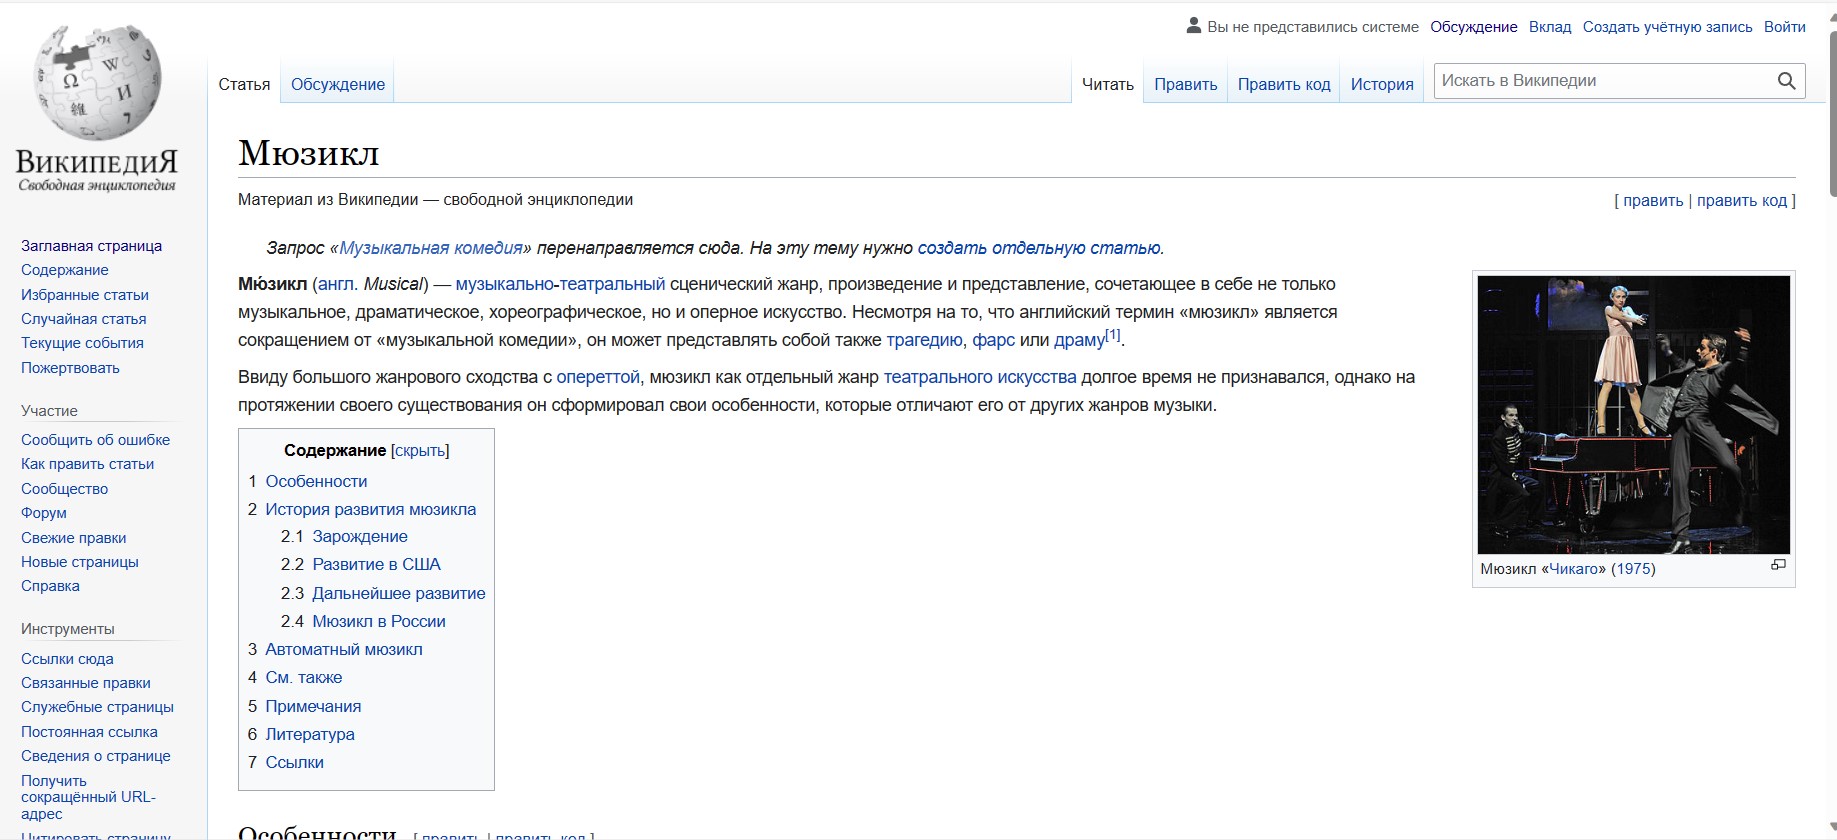 Вы не представились системе Обсуждение Вклад Создать учётную запись Войти
Статья Обсуждение Читать Править Править код История Искать в Википедии
ВикипедиЯ
Свободная энциклопедия
Заглавная страница
Содержание
Избранные статьи
Случайная статья
Текущие события
Пожертвовать
Участие
Сообщить об ошибке
Как править статьи
Сообщество
Форум
Свежие правки
Новые страницы
Справка
Инструменты
Ссылки сюда
Связанные правки
Служебные страницы
Постоянная ссылка
Сведения о странице
Получить
сокращённый URL-
адрес
Цитировать страницу
Мюзикл
Материал из Википедии — свободной энциклопедии
[ править | править код ]
Запрос «Музыкальная комедия» перенаправляется сюда. На эту тему нужно создать отдельную статью.
Мю́зикл (англ. Musical) — музыкально-театральный сценический жанр, произведение и представление, сочетающее в себе не только
музыкальное, драматическое, хореографическое, но и оперное искусство. Несмотря на то, что английский термин «мюзикл» является
сокращением от «музыкальной комедии», он может представлять собой также трагедию, фарс или драму[1].
Ввиду большого жанрового сходства с опереттой, мюзикл как отдельный жанр театрального искусства долгое время не признавался, однако на
протяжении своего существования он сформировал свои особенности, которые отличают его от других жанров музыки.
Мюзикл «Чикаго» (1975)
Содержание [скрыть]
1 Особенности
2 История развития мюзикла
2.1 Зарождение
2.2 Развитие в США
2.3 Дальнейшее развитие
2.4 Мюзикл в России
3 Автоматный мюзикл
4 См. также
5 Примечания
6 Литература
7 Ссылки
Особенности [ править | править код ]